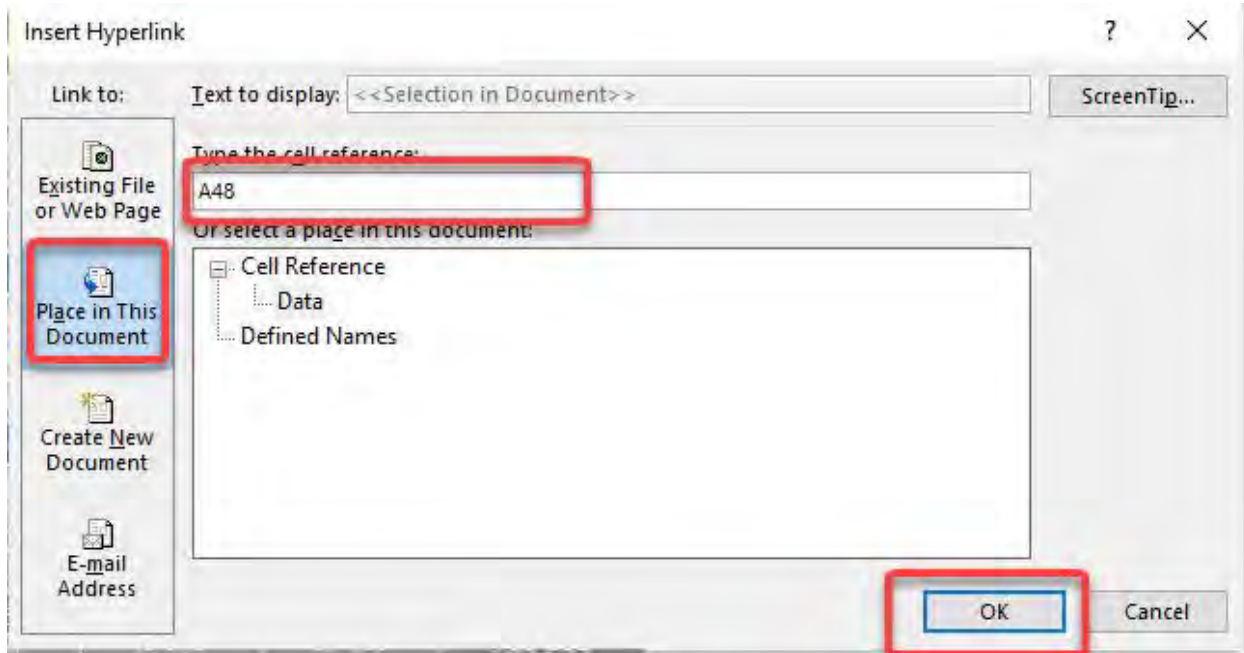 Insert Hyperlink
?
Link to:
Text to display: <<Selection in Document>>
ScreenTip...
Existing File
or Web Page
Type the cell reference:
A48
Or select a place in this document:
Cell Reference
Data
Defined Names
Place in This
Document
Create New
Document
E-mail
Address
OK
Cancel